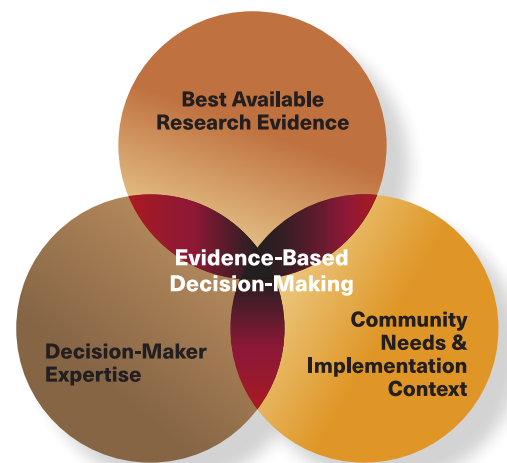 Best Available
Research Evidence
Evidence-Based
Decision-Making
Decision-Maker
Expertise
Community
Needs &
Implementation
Context